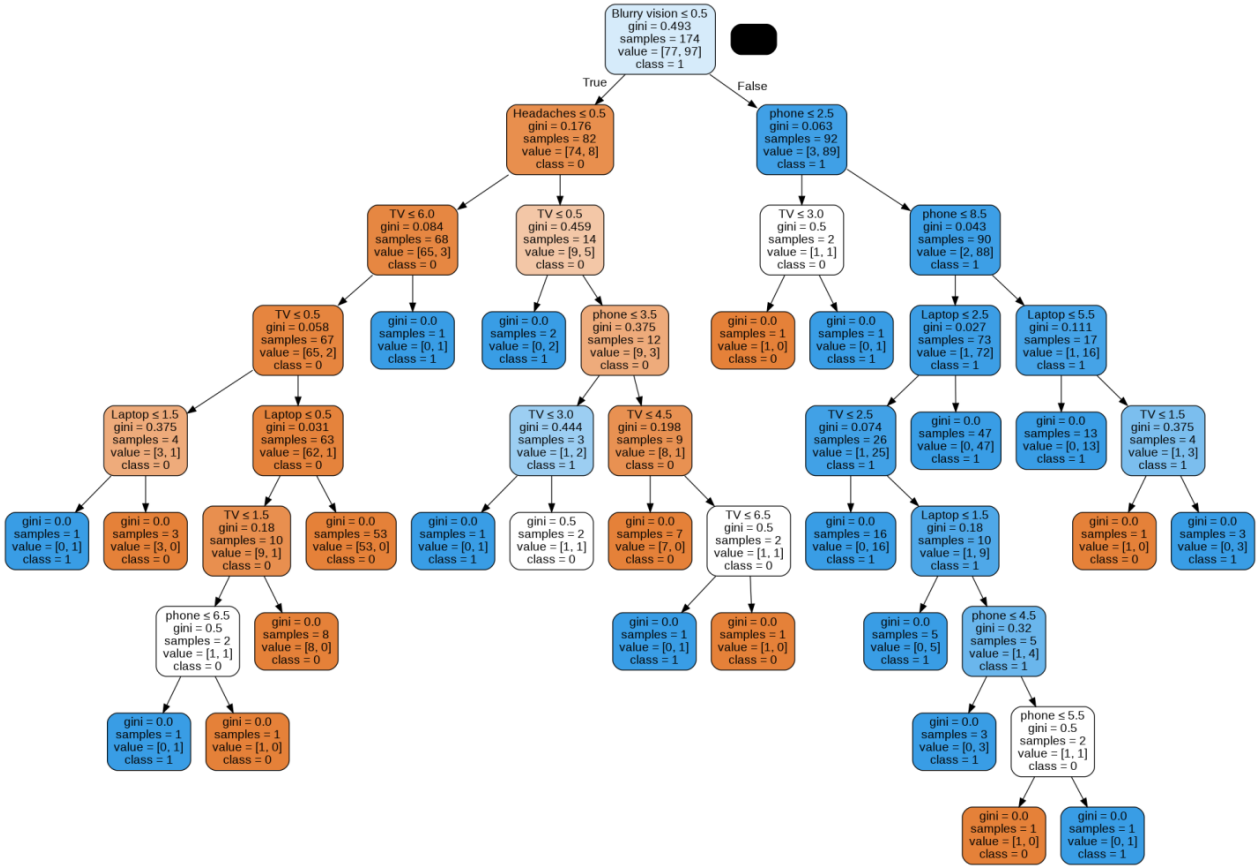 Blurry vision ≤ 0.5
gini = 0.493
samples = 174
value = [77, 97]
class = 1
True
False
Headaches ≤ 0.5
gini = 0.176
samples = 82
value = [74, 8]
class = 0
phone ≤ 2.5
gini = 0.063
samples = 92
value = [3, 89]
class = 1
TV ≤ 6.0
gini = 0.084
samples = 68
value = [65, 3]
class = 0
TV ≤ 0.5
gini = 0.459
samples = 14
value = [9, 5]
class = 0
TV ≤ 3.0
gini = 0.5
samples = 2
value = [1, 1]
class = 0
phone ≤ 8.5
gini = 0.043
samples = 90
value = [2, 88]
class = 1
TV ≤ 0.5
gini = 0.058
samples = 67
value = [65, 2]
class = 0
gini = 0.0
samples = 1
value = [0, 1]
class = 1
gini = 0.0
samples = 2
value = [0, 2]
class = 1
phone ≤ 3.5
gini = 0.375
samples = 12
value = [9, 3]
class = 0
gini = 0.0
samples = 1
value = [1, 0]
class = 0
gini = 0.0
samples = 1
value = [0, 1]
class = 1
Laptop ≤ 2.5
gini = 0.027
samples = 73
value = [1, 72]
class = 1
Laptop ≤ 5.5
gini = 0.111
samples = 17
value = [1, 16]
class = 1
Laptop ≤ 1.5
gini = 0.375
samples = 4
value = [3, 1]
class = 0
Laptop ≤ 0.5
gini = 0.031
samples = 63
value = [62, 1]
class = 0
TV ≤ 3.0
gini = 0.444
samples = 3
value = [1, 2]
class = 1
TV ≤ 4.5
gini = 0.198
samples = 9
value = [8, 1]
class = 0
TV ≤ 2.5
gini = 0.074
samples = 26
value = [1, 25]
class = 1
gini = 0.0
samples = 47
value = [0, 47]
class = 1
gini = 0.0
samples = 13
value = [0, 13]
class = 1
TV ≤ 1.5
gini = 0.375
samples = 4
value = [1, 3]
class = 1
gini = 0.0
samples = 1
value = [0, 1]
class = 1
gini = 0.0
samples = 3
value = [3, 0]
class = 0
TV ≤ 1.5
gini = 0.18
samples = 10
value = [9, 1]
class = 0
gini = 0.0
samples = 53
value = [53, 0]
class = 0
gini = 0.0
samples = 1
value = [0, 1]
class = 1
gini = 0.5
samples = 2
value = [1, 1]
class = 0
gini = 0.0
samples = 7
value = [7, 0]
class = 0
TV ≤ 6.5
gini = 0.5
samples = 2
value = [1, 1]
class = 0
gini = 0.0
samples = 16
value = [0, 16]
class = 1
Laptop ≤ 1.5
gini = 0.18
samples = 10
value = [1, 9]
class = 1
gini = 0.0
samples = 1
value = [1, 0]
class = 0
gini = 0.0
samples = 3
value = [0, 3]
class = 1
phone ≤ 6.5
gini = 0.5
samples = 2
value = [1, 1]
class = 0
gini = 0.0
samples = 8
value = [8, 0]
class = 0
gini = 0.0
samples = 1
value = [0, 1]
class = 1
gini = 0.0
samples = 1
value = [1, 0]
class = 0
gini = 0.0
samples = 5
value = [0, 5]
class = 1
phone ≤ 4.5
gini = 0.32
samples = 5
value = [1, 4]
class = 1
gini = 0.0
samples = 1
value = [0, 1]
class = 1
gini = 0.0
samples = 1
value = [1, 0]
class = 0
gini = 0.0
samples = 3
value = [0, 3]
class = 1
phone ≤ 5.5
gini = 0.5
samples = 2
value = [1, 1]
class = 0
gini = 0.0
samples = 1
value = [1, 0]
class = 0
gini = 0.0
samples = 1
value = [0, 1]
class = 1